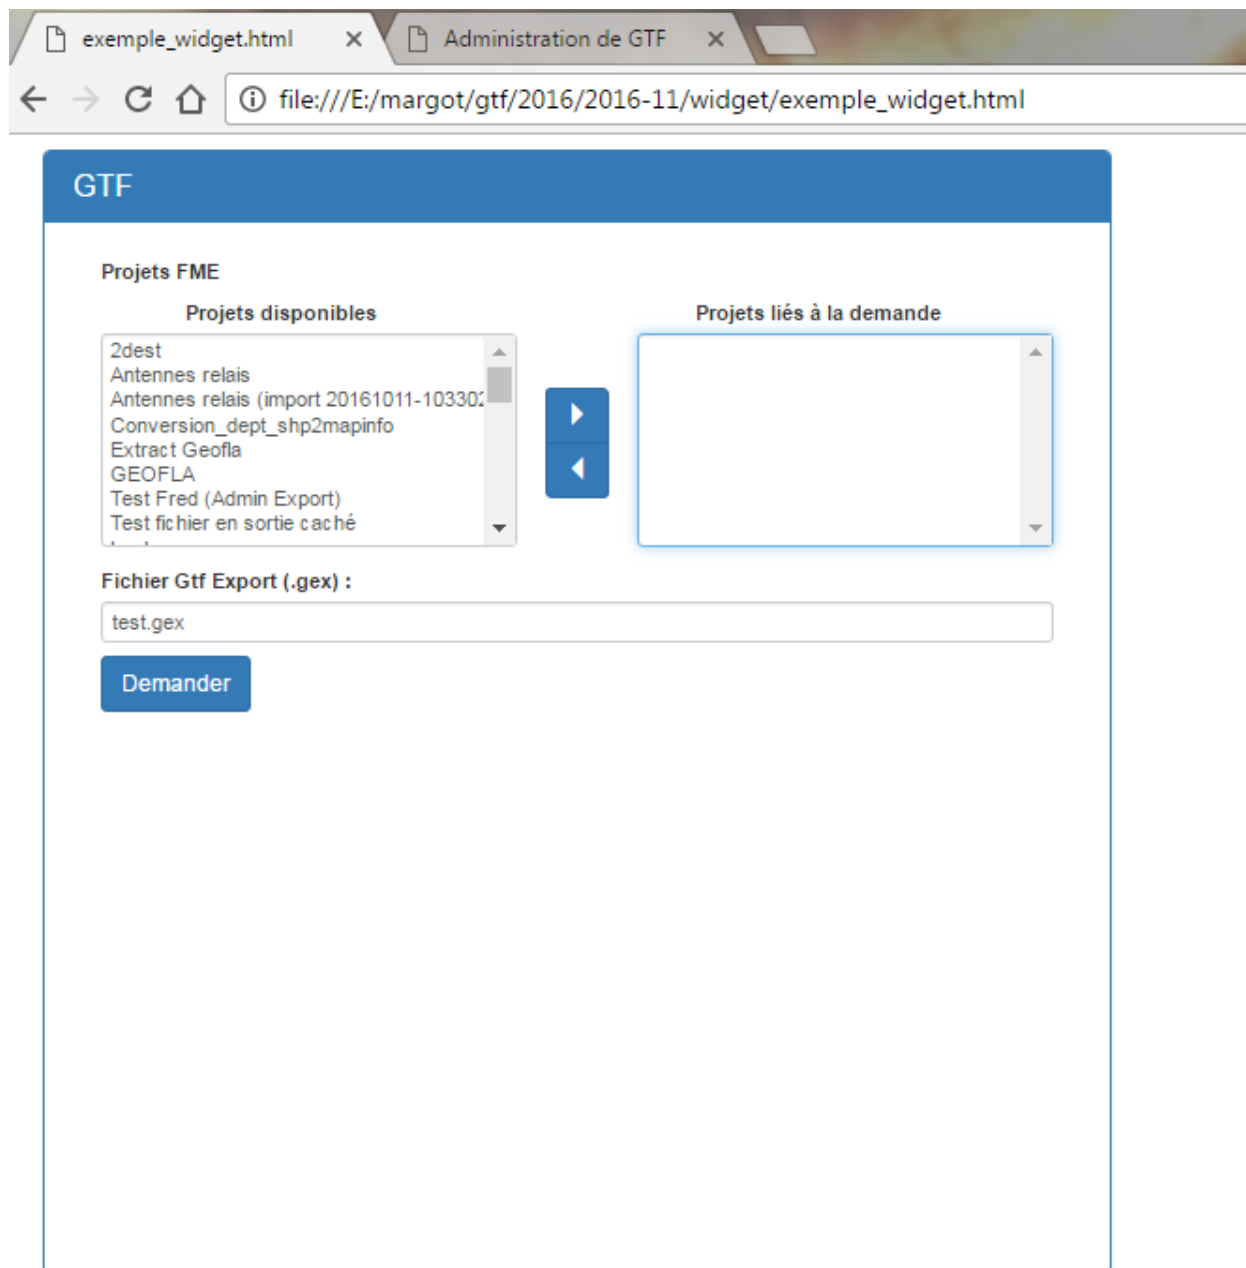 exemple_widget.html
Administration de GTF
file:///E:/margot/gtf/2016/2016-11/widget/exemple_widget.html
GTF
Projets FME
Projets disponibles
Projets liés à la demande
2dest
Antennes relais
Antennes relais (import 20161011-103302
Conversion_dept_shp2mapinfo
Extract Geofla
GEOFLA
Test Fred (Admin Export)
Test fichier en sortie caché
Fichier Gtf Export (.gex) :
test.gex
Demander